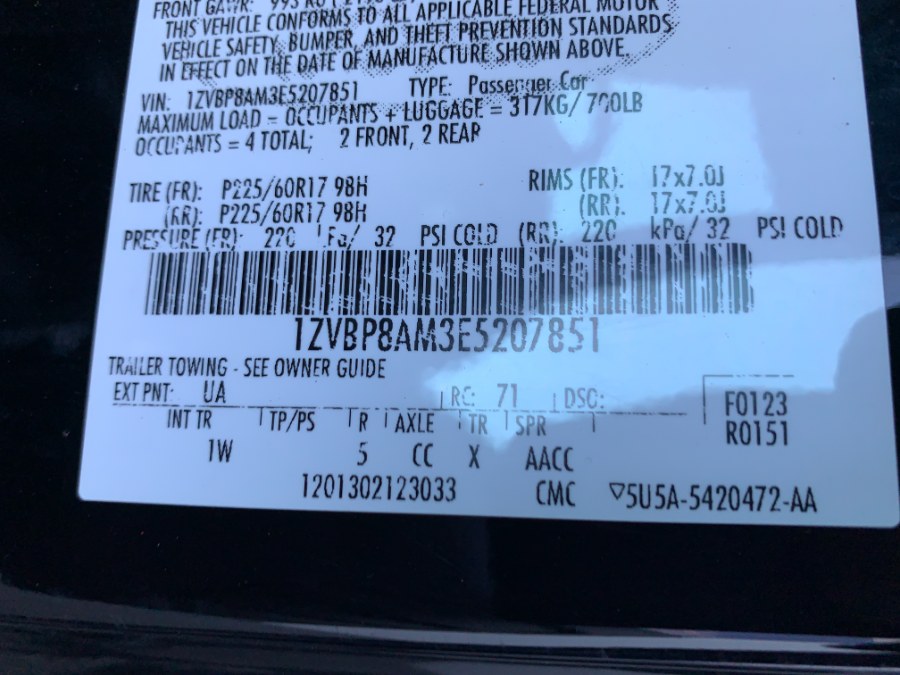 FRONT GAWR: 993 KG
THIS VEHICLE CONFORMS TO ALL APPLICABLE FEDERAL MOTOR
VEHICLE SAFETY, BUMPER, AND THEFT PREVENTION STANDARDS
IN EFFECT ON THE DATE OF MANUFACTURE SHOWN ABOVE.
VIN: 1ZVBP8AM3E5207851 TYPE: Passenger Car
MAXIMUM LOAD = OCCUPANTS + LUGGAGE = 317KG/ 700LB
OCCUPANTS = 4 TOTAL; 2 FRONT, 2 REAR
TIRE (FR): P225/60R17 98H RIMS (FR): 17x7.0J
(RR): P225/60R17 98H (RR): 17x7.0J
PRESSURE (FR): 220 kPa/ 32 PSI COLD (RR): 220 kPa/ 32 PSI COLD
1ZVBP8AM3E5207851
TRAILER TOWING - SEE OWNER GUIDE
EXT PNT: UA RC: 71 DSO:
F0123
R0151
INT TR TP/PS R AXLE TR SPR
1W 5 CC X AACC
1201302123033 CMC ▽5U5A-5420472-AA